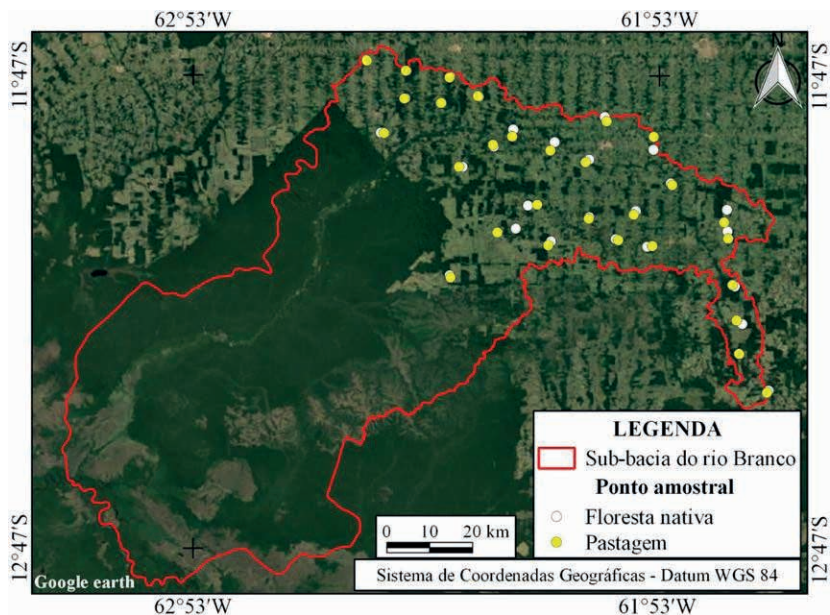 62°53'W 61°53'W
11°47'S 11°47'S
N
LEGENDA
Sub-bacia do rio Branco
Ponto amostral
Floresta nativa
Pastagem
0 10 20 km
12°47'S 12°47'S
Google earth
Sistema de Coordenadas Geográficas - Datum WGS 84
62°53'W 61°53'W